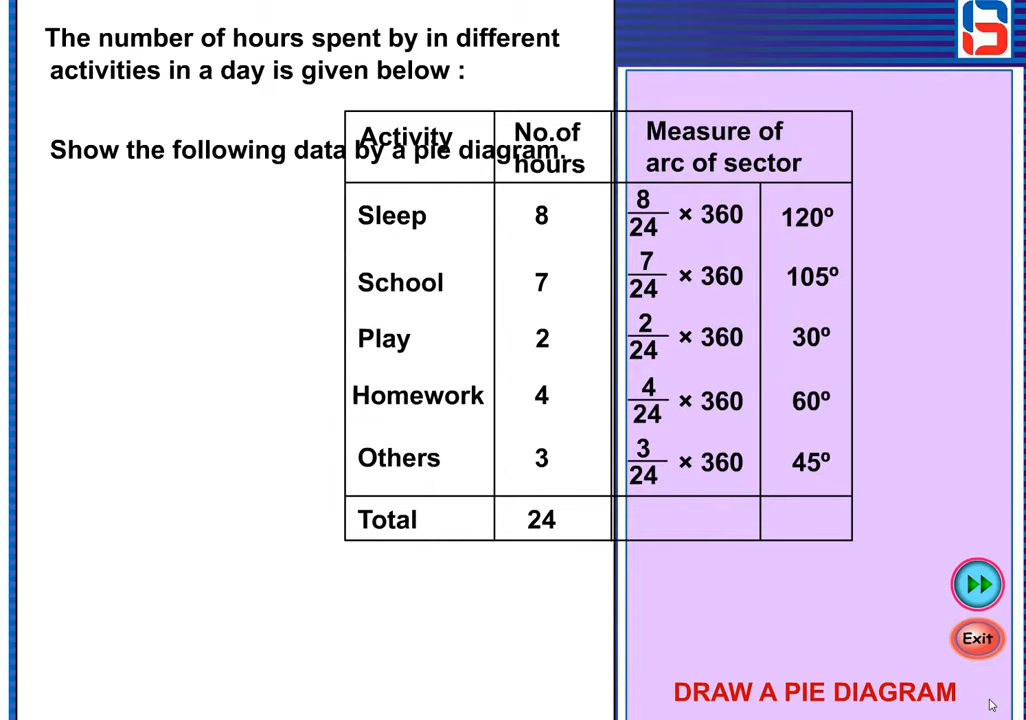 The number of hours spent by in different
activities in a day is given below :
Show the following data by a pie diagram.
Activity No.of hours Measure of arc of sector
Sleep 8 8/24 × 360 120º
School 7 7/24 × 360 105º
Play 2 2/24 × 360 30º
Homework 4 4/24 × 360 60º
Others 3 3/24 × 360 45º
Total 24
Exit
DRAW A PIE DIAGRAM